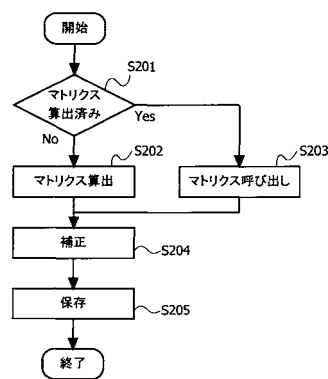 開始
S201
マトリクス
算出済み
Yes
No
S202
S203
マトリクス算出
マトリクス呼び出し
補正
S204
保存
S205
終了